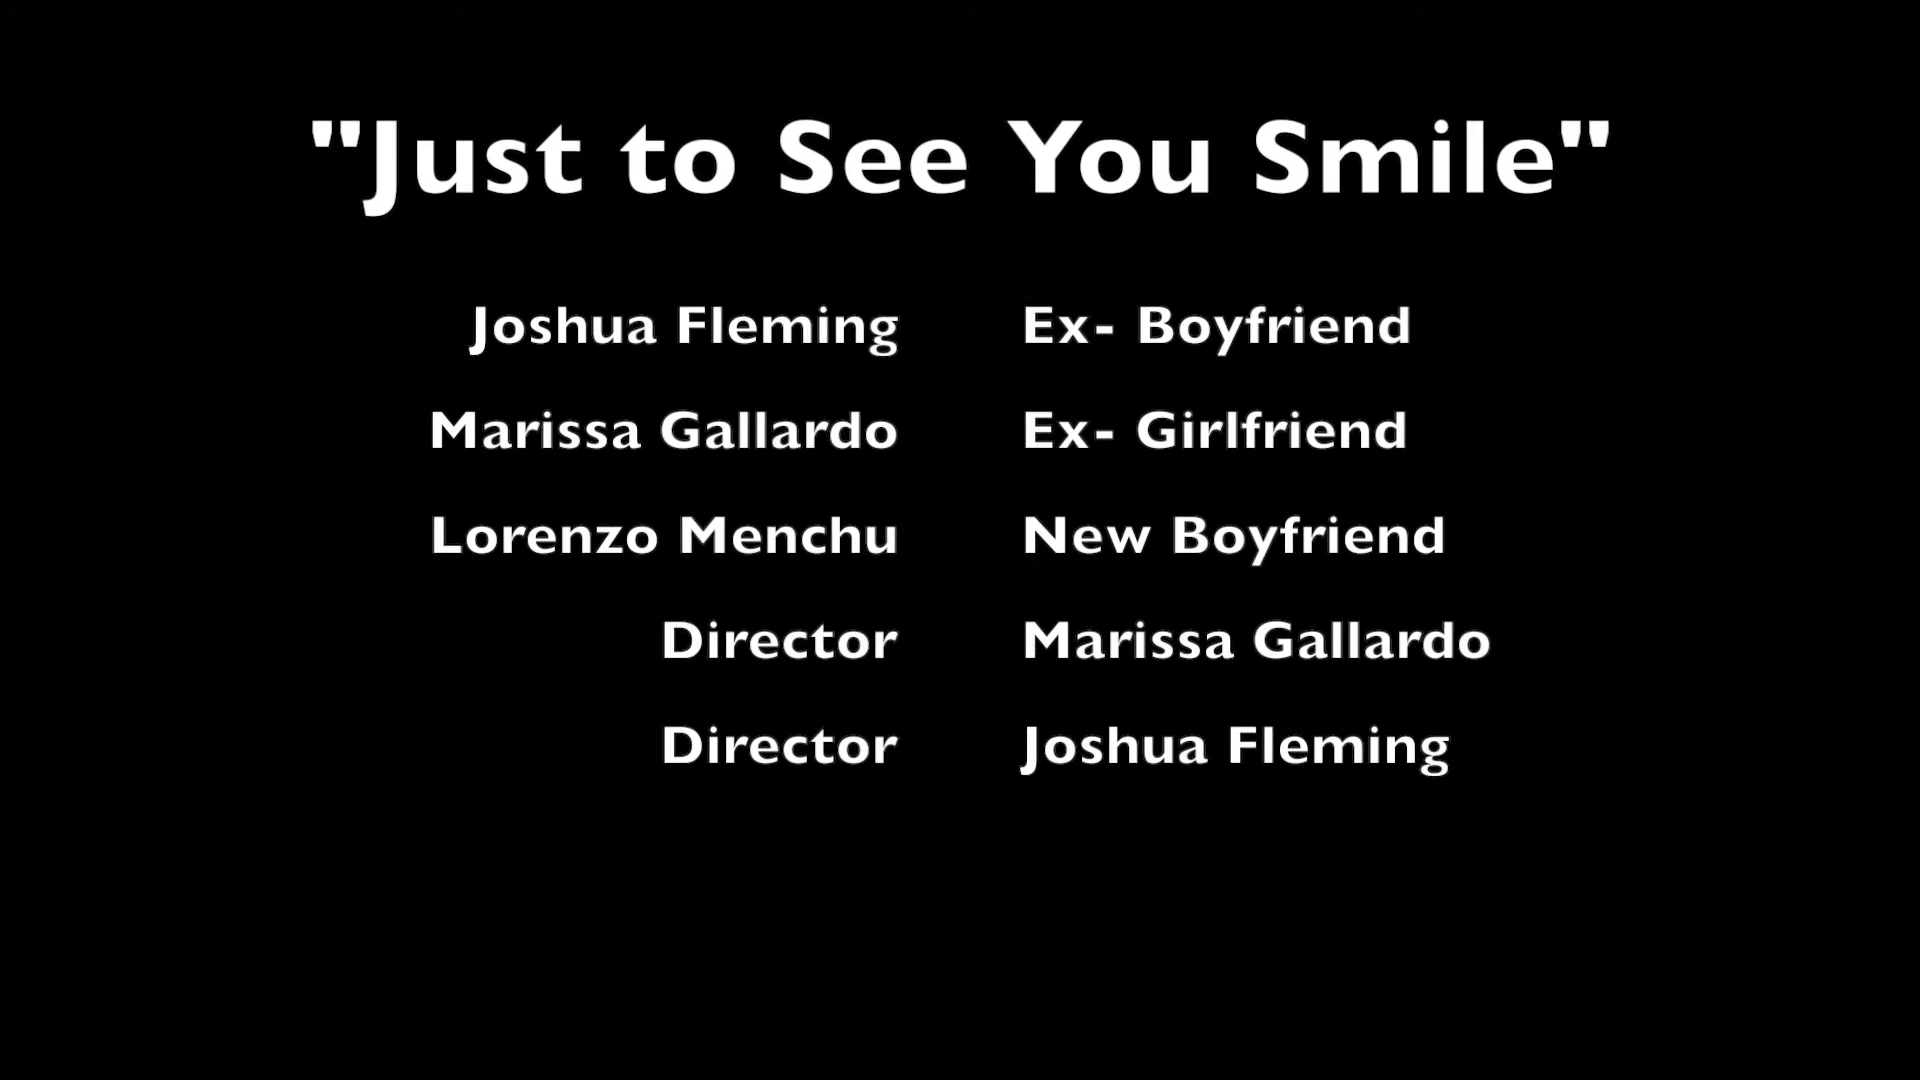 "Just to See You Smile"
Joshua Fleming Ex- Boyfriend
Marissa Gallardo Ex- Girlfriend
Lorenzo Menchu New Boyfriend
Director Marissa Gallardo
Director Joshua Fleming